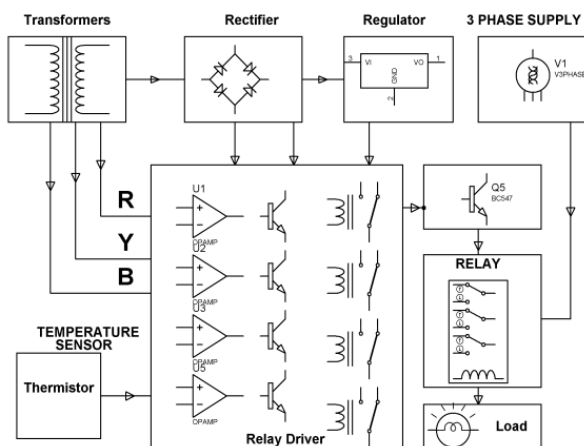 Transformers
Rectifier
Regulator
3 PHASE SUPPLY
3
VI
VO
1
GND
2
V1
V3PHASE
R
Y
B
U1
OPAMP
U2
OPAMP
U3
OPAMP
U5
OPAMP
Q5
BC547
RELAY
TEMPERATURE
SENSOR
Thermistor
Relay Driver
Load